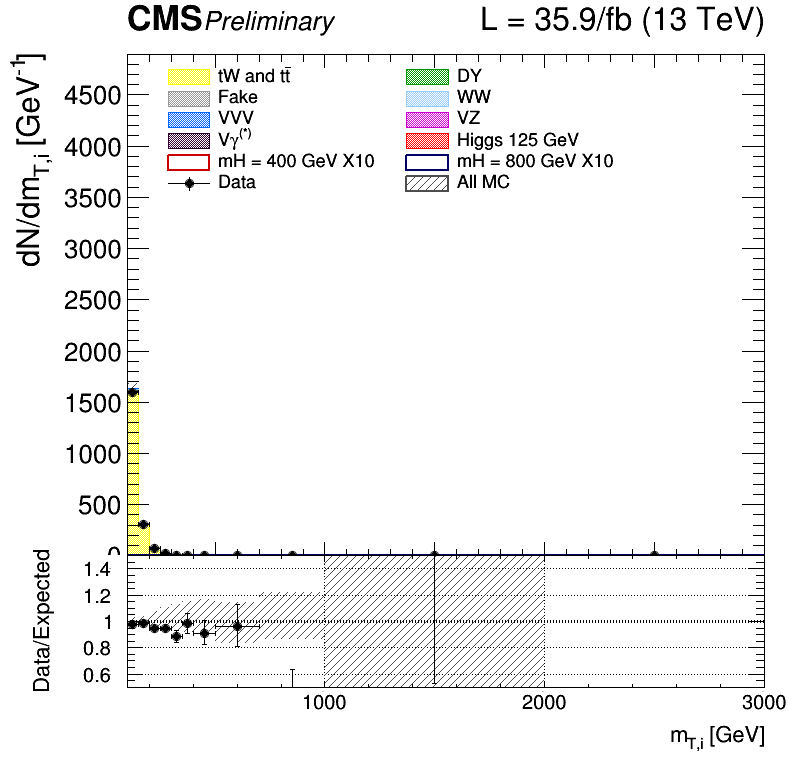 CMS Preliminary L = 35.9/fb (13 TeV)
dN/dm_{T,i} [GeV^{-1}]
tW and tt̄ DY
Fake WW
VVV VZ
Vγ^{(*)} Higgs 125 GeV
mH = 400 GeV X10 mH = 800 GeV X10
Data All MC
4500
4000
3500
3000
2500
2000
1500
1000
500
0
Data/Expected
1.4
1.2
1
0.8
0.6
1000 2000 3000
m_{T,i} [GeV]